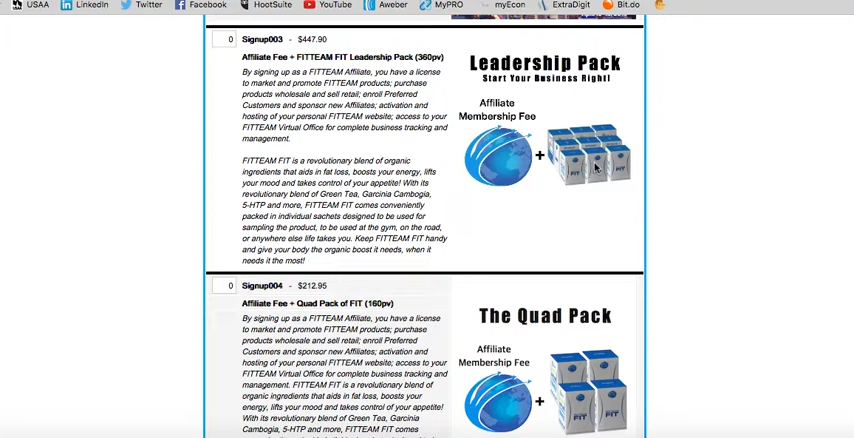 USAA LinkedIn Twitter Facebook HootSuite YouTube Aweber MyPRO myEcon ExtraDigit Bit.do
0 Signup003 - $447.90
Affiliate Fee + FITTEAM FIT Leadership Pack (360pv)
By signing up as a FITTEAM Affiliate, you have a license
to market and promote FITTEAM products; purchase
products wholesale and sell retail; enroll Preferred
Customers and sponsor new Affiliates; activation and
hosting of your personal FITTEAM website; access to your
FITTEAM Virtual Office for complete business tracking and
management.
FITTEAM FIT is a revolutionary blend of organic
ingredients that aids in fat loss, boosts your energy, lifts
your mood and takes control of your appetite! With its
revolutionary blend of Green Tea, Garcinia Cambogia,
5-HTP and more, FITTEAM FIT comes conveniently
packed in individual sachets designed to be used for
sampling the product, to be used at the gym, on the road,
or anywhere else life takes you. Keep FITTEAM FIT handy
and give your body the organic boost it needs, when it
needs it the most!
Leadership Pack
Start Your Business Right!
Affiliate
Membership Fee
+
FIT FIT
0 Signup004 - $212.95
Affiliate Fee + Quad Pack of FIT (160pv)
By signing up as a FITTEAM Affiliate, you have a license
to market and promote FITTEAM products; purchase
products wholesale and sell retail; enroll Preferred
Customers and sponsor new Affiliates; activation and
hosting of your personal FITTEAM website; access to your
FITTEAM Virtual Office for complete business tracking and
management. FITTEAM FIT is a revolutionary blend of
organic ingredients that aids in fat loss, boosts your
energy, lifts your mood and takes control of your appetite!
With its revolutionary blend of Green Tea, Garcinia
Cambogia, 5-HTP and more, FITTEAM FIT comes
The Quad Pack
Affiliate
Membership Fee
+
FIT FIT